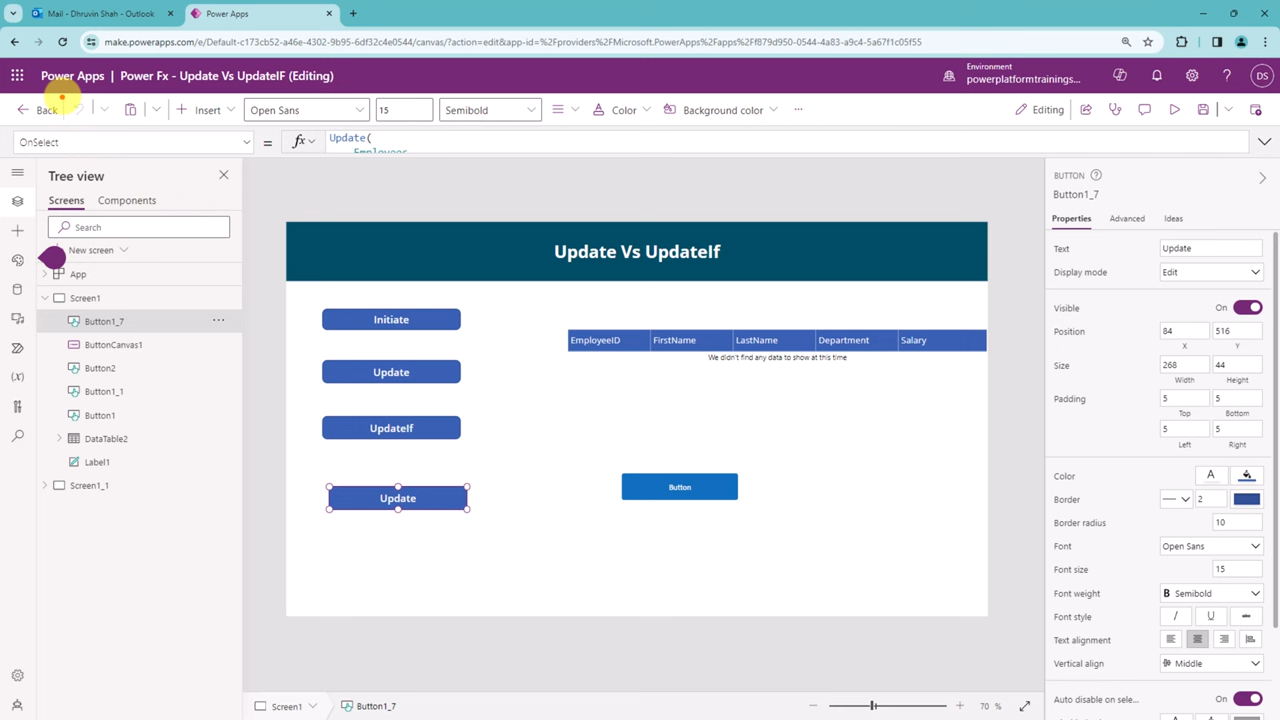 Mail - Dhruvin Shah - Outlook
Power Apps
make.powerapps.com/e/Default-c173cb52-a46e-4302-9b95-6df32c4e0544/canvas/?action=edit&app-id=%2Fproviders%2FMicrosoft.PowerApps%2Fapps%2Ff879d950-0544-4a83-a9c4-5a67f1c05f55
Power Apps | Power Fx - Update Vs UpdateIF (Editing)
Environment
powerplatformtrainings...
DS
Back
Insert
Open Sans
15
Semibold
Color
Background color
Editing
OnSelect
=
fx
Update(
Employees
Tree view
Screens
Components
Search
New screen
App
Screen1
Button1_7
ButtonCanvas1
Button2
Button1_1
Button1
DataTable2
Label1
Screen1_1
Update Vs UpdateIf
Initiate
Update
UpdateIf
Update
EmployeeID FirstName LastName Department Salary
We didn't find any data to show at this time
Button
Screen1
Button1_7
70 %
BUTTON
Button1_7
Properties
Advanced
Ideas
Text Update
Display mode Edit
Visible On
Position 84 516
X Y
Size 268 44
Width Height
Padding 5 5
Top Bottom
5 5
Left Right
Color
Border 2
Border radius 10
Font Open Sans
Font size 15
Font weight B Semibold
Font style
Text alignment
Vertical align Middle
Auto disable on sele... On